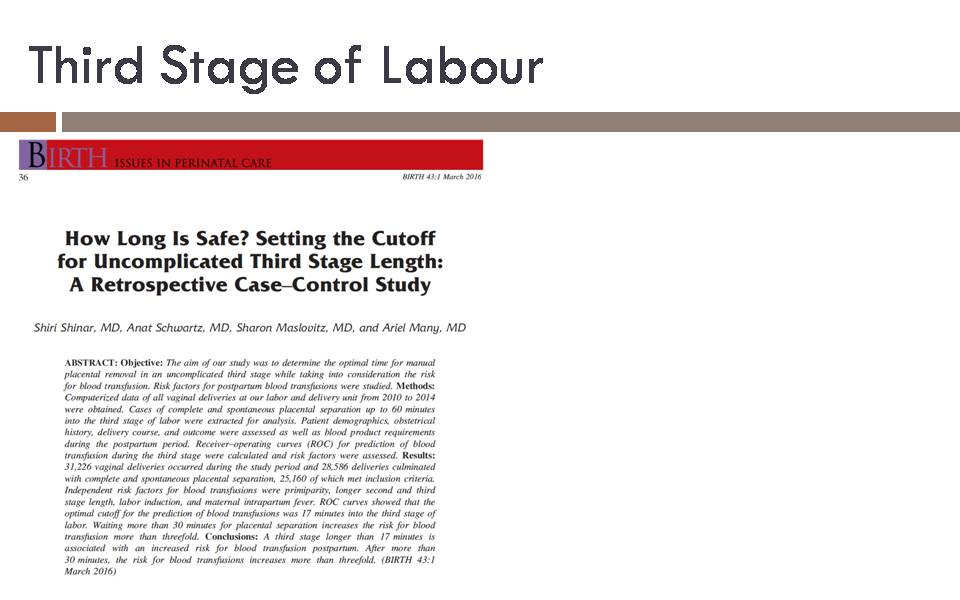 Third Stage of Labour
BIRTH ISSUES IN PERINATAL CARE
36 BIRTH 43:1 March 2016
How Long Is Safe? Setting the Cutoff
for Uncomplicated Third Stage Length:
A Retrospective Case–Control Study
Shiri Shinar, MD, Anat Schwartz, MD, Sharon Maslovitz, MD, and Ariel Many, MD
ABSTRACT: Objective: The aim of our study was to determine the optimal time for manual
placental removal in an uncomplicated third stage while taking into consideration the risk
for blood transfusion. Risk factors for postpartum blood transfusions were studied. Methods:
Computerized data of all vaginal deliveries at our labor and delivery unit from 2010 to 2014
were obtained. Cases of complete and spontaneous placental separation up to 60 minutes
into the third stage of labor were extracted for analysis. Patient demographics, obstetrical
history, delivery course, and outcome were assessed as well as blood product requirements
during the postpartum period. Receiver–operating curves (ROC) for prediction of blood
transfusion during the third stage were calculated and risk factors were assessed. Results:
31,226 vaginal deliveries occurred during the study period and 28,586 deliveries culminated
with complete and spontaneous placental separation, 25,160 of which met inclusion criteria.
Independent risk factors for blood transfusions were primiparity, longer second and third
stage length, labor induction, and maternal intrapartum fever. ROC curves showed that the
optimal cutoff for the prediction of blood transfusions was 17 minutes into the third stage of
labor. Waiting more than 30 minutes for placental separation increases the risk for blood
transfusion more than threefold. Conclusions: A third stage longer than 17 minutes is
associated with an increased risk for blood transfusion postpartum. After more than
30 minutes, the risk for blood transfusions increases more than threefold. (BIRTH 43:1
March 2016)